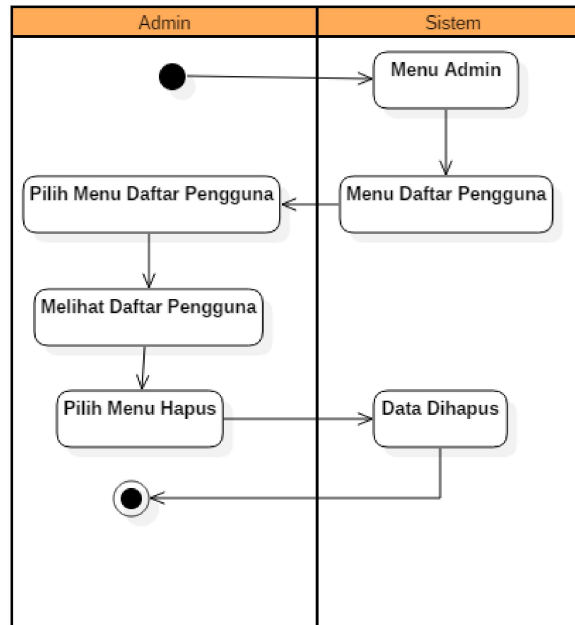 Admin
Sistem
Menu Admin
Pilih Menu Daftar Pengguna
Menu Daftar Pengguna
Melihat Daftar Pengguna
Pilih Menu Hapus
Data Dihapus